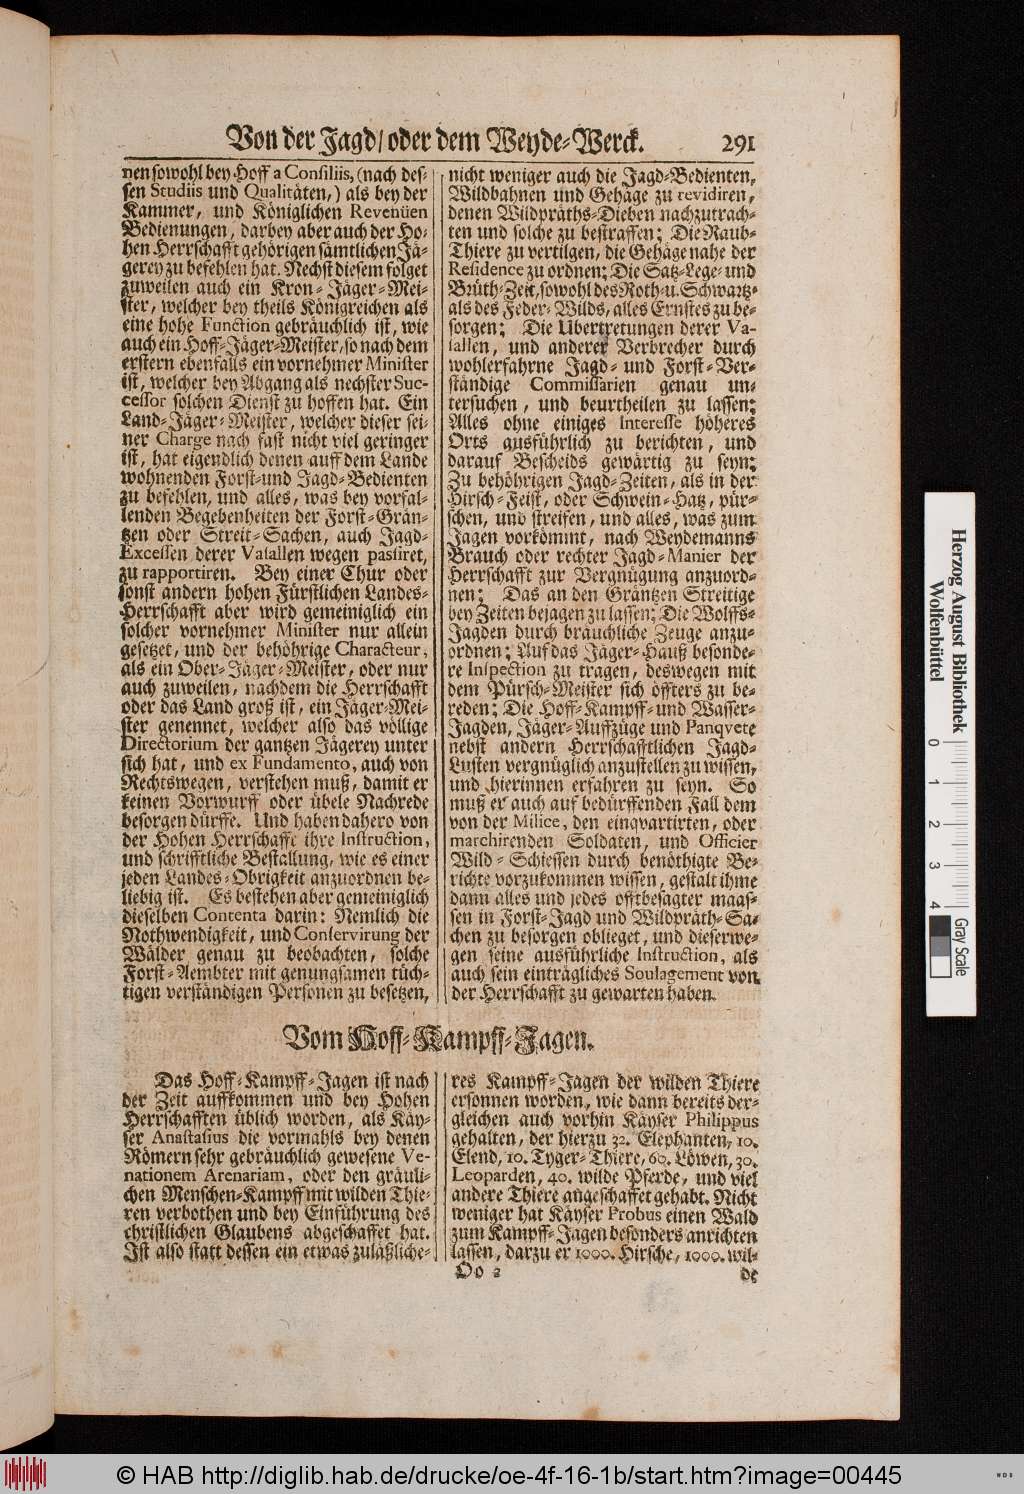 Von der Jagd/ oder dem Weyde-Werck. 291
nen sowohl bey Hoff a Consiliis, (nach des-
sen Studiis und Qualitäten,) als bey der
Kammer, und Königlichen Revenüen
Bedienungen, darbey aber auch der Ho-
hen Herrschafft gehörigen sämtlichen Jä-
gerey zu befehlen hat. Nechst diesem folget
zuweilen auch ein Kron-Jäger-Mei-
ster, welcher bey theils Königreichen als
eine hohe Function gebräuchlich ist, wie
auch ein Hoff-Jäger-Meister, so nach dem
erstern ebenfalls ein vornehmer Minister
ist, welcher bey Abgang als nechster Suc-
cessor solchen Dienst zu hoffen hat. Ein
Land-Jäger-Meister, welcher dieser sei-
ner Charge nach fast nicht viel geringer
ist, hat eigendlich denen auff dem Lande
wohnenden Forst-und Jagd-Bedienten
zu befehlen, und alles, was bey vorfal-
lenden Begebenheiten der Forst-Grän-
tzen oder Streit-Sachen, auch Jagd-
Excessen derer Vasallen wegen passiret,
zu rapportiren. Bey einer Chur oder
sonst andern hohen Fürstlichen Landes-
Herrschafft aber wird gemeiniglich ein
solcher vornehmer Minister nur allein
gesetzet, und der behörige Characteur,
als ein Ober-Jäger-Meister, oder nur
auch zuweilen, nachdem die Herrschafft
oder das Land groß ist, ein Jäger-Mei-
ster genennet, welcher also das völlige
Directorium der gantzen Jägerey unter
sich hat, und ex Fundamento, auch von
Rechtswegen, verstehen muß, damit er
keinen Vorwurff oder übele Nachrede
besorgen dürffe. Und haben dahero von
der Hohen Herrschafft ihre Instruction,
und schrifftliche Bestallung, wie es einer
jeden Landes-Obrigkeit anzuordnen be-
liebig ist. Es bestehen aber gemeiniglich
dieselben Contenta darin: Nemlich die
Nothwendigkeit, und Conservirung der
Wälder genau zu beobachten, solche
Forst-Aembter mit genungsamen tüch-
tigen verständigen Personen zu besetzen,
nicht weniger auch die Jagd-Bedienten,
Wildbahnen und Gehäge zu revidiren,
denen Wildpräths-Dieben nachzutrach-
ten und solche zu bestraffen; Die Raub-
Thiere zu vertilgen, die Gehäge nahe der
Residence zu ordnen; Die Satz-Lege-und
Brüth-Zeit, sowohl des Roth-u. Schwartz-
als des Feder-Wilds, alles Ernstes zu be-
sorgen; Die Ubertretungen derer Va-
sallen, und anderer Verbrecher durch
wohlerfahrne Jagd- und Forst-Ver-
ständige Commissarien genau un-
tersuchen, und beurtheilen zu lassen;
Alles ohne einiges Interesse höheres
Orts ausführlich zu berichten, und
darauf Bescheids gewärtig zu seyn;
Zu behörigen Jagd-Zeiten, als in der
Hirsch-Feist, oder Schwein-Hatz, pür-
schen, und streifen, und alles, was zum
Jagen vorkömmt, nach Weydemanns
Brauch oder rechter Jagd-Manier der
Herrschafft zur Vergnügung anzuord-
nen; Das an den Gräntzen Streitige
bey Zeiten bejagen zu lassen; Die Wolffs-
Jagden durch bräuchliche Zeuge anzu-
ordnen; Auf das Jäger-Hauß besonde-
re Inspection zu tragen, deswegen mit
dem Pürsch-Meister sich öffters zu be-
reden; Die Hoff-Kampff-und Wasser-
Jagden, Jäger-Auffzüge und Panqvete
nebst andern Herrschafftlichen Jagd-
Lusten vergnüglich anzustellen zu wissen,
und hierinnen erfahren zu seyn. So
muß er auch auf bedürffenden Fall dem
von der Milice, den einqvartirten, oder
marchirenden Soldaten, und Officier
Wild-Schiessen durch benöthigte Be-
richte vorzukommen wissen, gestalt ihme
dann alles und jedes offtbesagter maas-
sen in Forst-Jagd und Wildpräth-Sa-
chen zu besorgen oblieget, und dieserwe-
gen seine ausführliche Instruction, als
auch sein einträgliches Soulagement von
der Herrschafft zu gewarten haben.
Vom Hoff-Kampff-Jagen.
Das Hoff-Kampff-Jagen ist nach
der Zeit auffkommen und bey Hohen
Herrschafften üblich worden, als Käy-
ser Anastasius die vormahls bey denen
Römern sehr gebräuchlich gewesene Ve-
nationem Arenariam, oder den gräuli-
chen Menschen-Kampff mit wilden Thie-
ren verbothen und bey Einführung des
christlichen Glaubens abgeschaffet hat.
Ist also statt dessen ein etwas zuläßliche-
res Kampff-Jagen der wilden Thiere
ersonnen worden, wie dann bereits der-
gleichen auch vorhin Käyser Philippus
gehalten, der hierzu 32. Elephanten, 10.
Elend, 10. Tyger-Thiere, 60. Löwen, 30.
Leoparden, 40. wilde Pferde, und viel
andere Thiere angeschaffet gehabt. Nicht
weniger hat Käyser Probus einen Wald
zum Kampff-Jagen besonders anrichten
lassen, darzu er 1000. Hirsche, 1000. wil-
Oo 2 de
Herzog August Bibliothek
Wolfenbüttel
0 1 2 3 4
Gray Scale
© HAB http://diglib.hab.de/drucke/oe-4f-16-1b/start.htm?image=00445